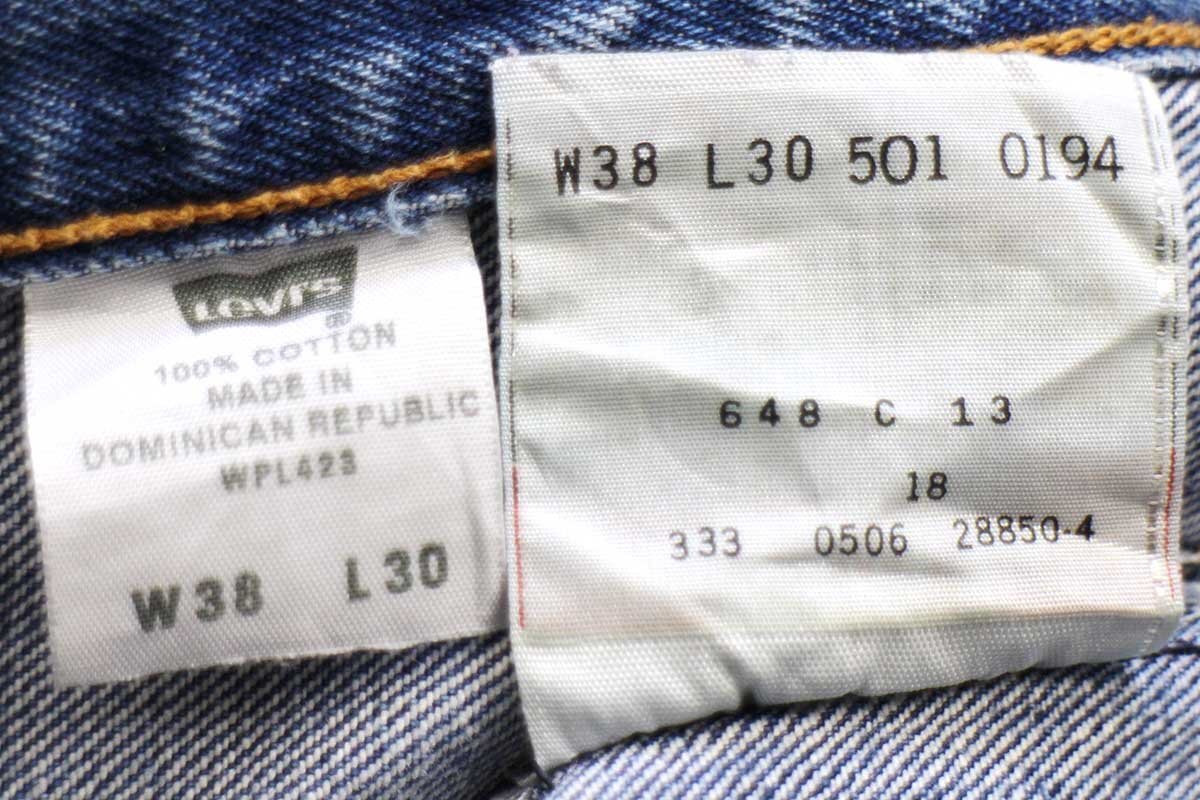 Levi's ®
100% COTTON
MADE IN
DOMINICAN REPUBLIC
WPL423
W38 L30
W38 L30 501 0194
648 C 13
18
333 0506 28850-4